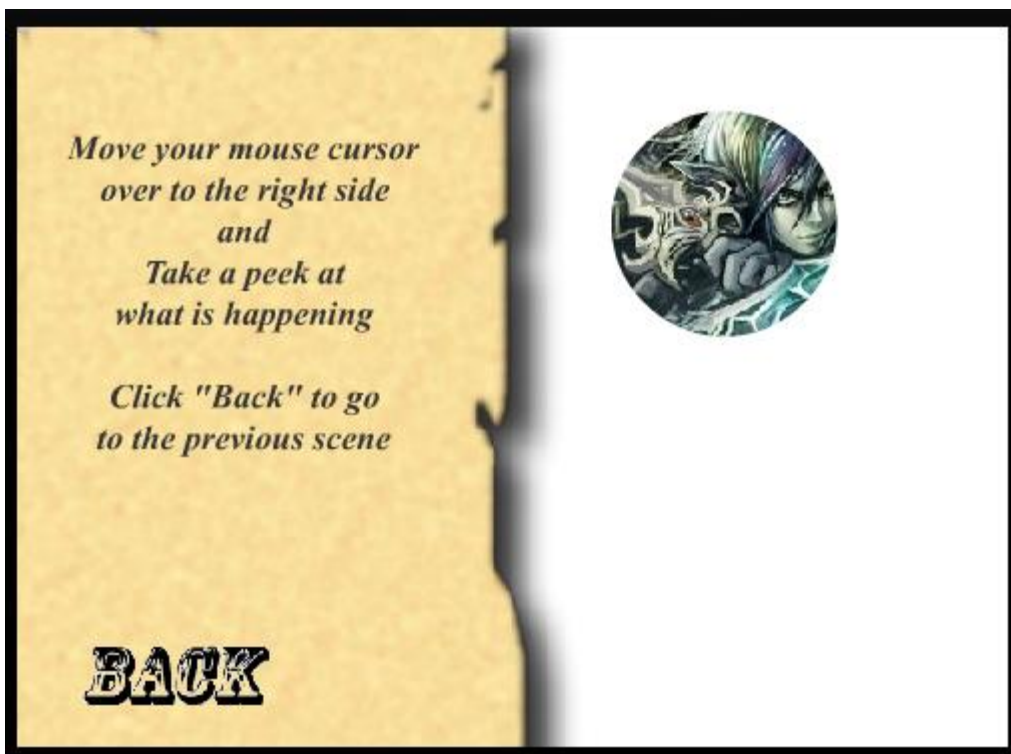 Move your mouse cursor
over to the right side
and
Take a peek at
what is happening
Click "Back" to go
to the previous scene
BACK